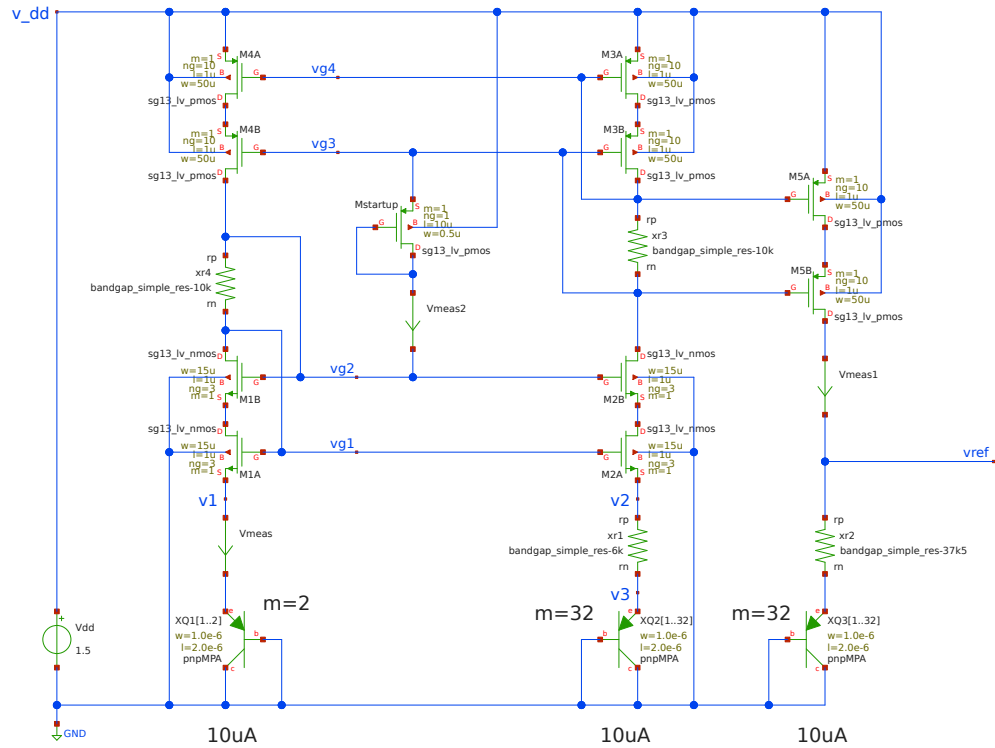 v_dd
M4A
m=1
ng=10
l=1u
w=50u
S
G
B
D
sg13_lv_pmos
vg4
M3A
m=1
ng=10
l=1u
w=50u
S
G
B
D
sg13_lv_pmos
M4B
m=1
ng=10
l=1u
w=50u
S
G
B
D
sg13_lv_pmos
vg3
M3B
m=1
ng=10
l=1u
w=50u
S
G
B
D
sg13_lv_pmos
Mstartup
m=1
ng=1
l=10u
w=0.5u
S
G
B
D
sg13_lv_pmos
M5A
m=1
ng=10
l=1u
w=50u
S
G
B
D
sg13_lv_pmos
rp
xr4
bandgap_simple_res-10k
rn
rp
xr3
bandgap_simple_res-10k
rn
M5B
m=1
ng=10
l=1u
w=50u
S
G
B
D
sg13_lv_pmos
Vmeas2
sg13_lv_nmos
w=15u
l=1u
ng=3
m=1
D
G
B
S
M1B
vg2
sg13_lv_nmos
w=15u
l=1u
ng=3
m=1
D
G
B
S
M2B
Vmeas1
sg13_lv_nmos
w=15u
l=1u
ng=3
m=1
D
G
B
S
M1A
vg1
sg13_lv_nmos
w=15u
l=1u
ng=3
m=1
D
G
B
S
M2A
vref
v1
v2
Vmeas
rp
xr1
bandgap_simple_res-6k
rn
rp
xr2
bandgap_simple_res-37k5
rn
v3
m=2
m=32
m=32
+
Vdd
1.5
e
b
c
XQ1[1..2]
w=1.0e-6
l=2.0e-6
pnpMPA
e
b
c
XQ2[1..32]
w=1.0e-6
l=2.0e-6
pnpMPA
e
b
c
XQ3[1..32]
w=1.0e-6
l=2.0e-6
pnpMPA
GND
10uA
10uA
10uA